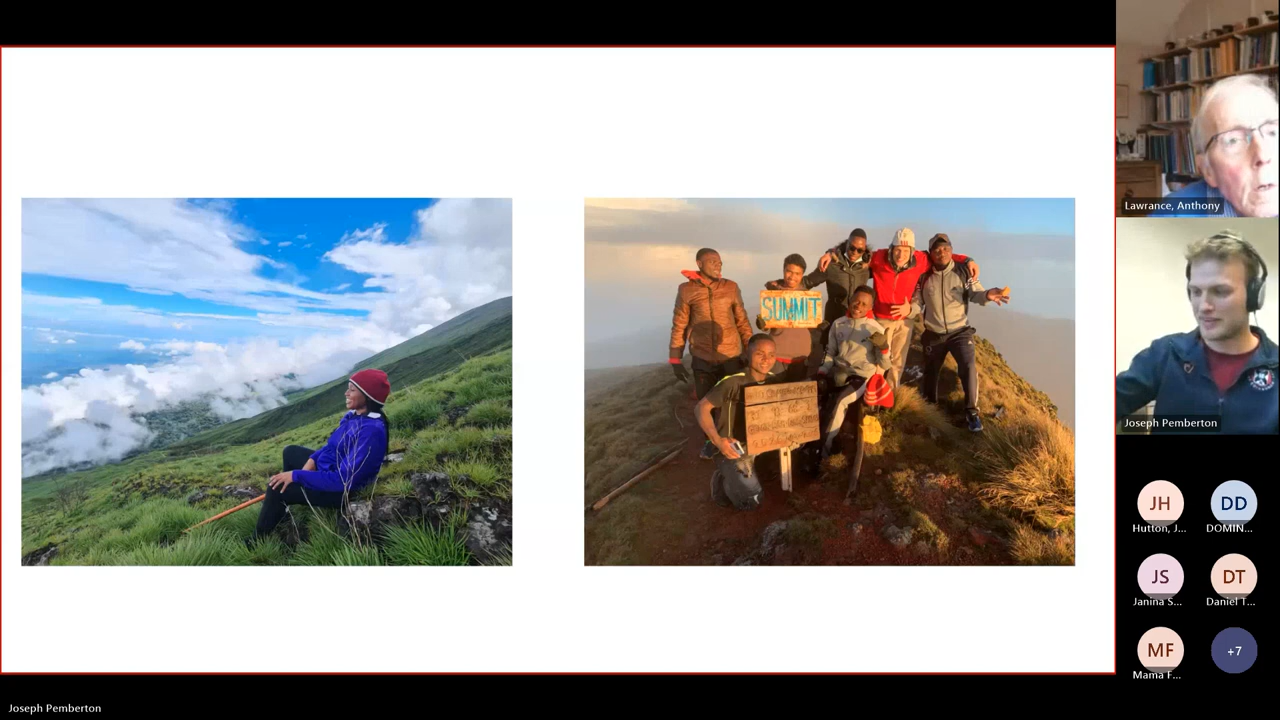 SUMMIT
Lawrance, Anthony
Joseph Pemberton
JH
DD
Hutton, J...
DOMIN...
JS
DT
Janina S...
Daniel T...
MF
+7
Mama F...
Joseph Pemberton